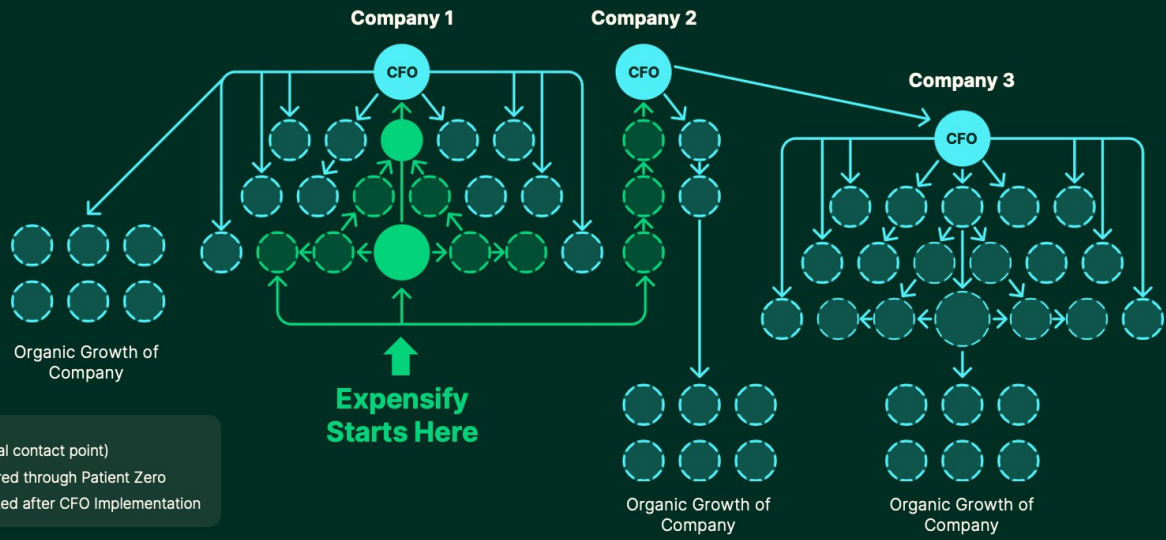 Company 1
Company 2
Company 3
CFO
CFO
CFO
Organic Growth of
Company
Expensify
Starts Here
al contact point)
red through Patient Zero
ed after CFO Implementation
Organic Growth of
Company
Organic Growth of
Company